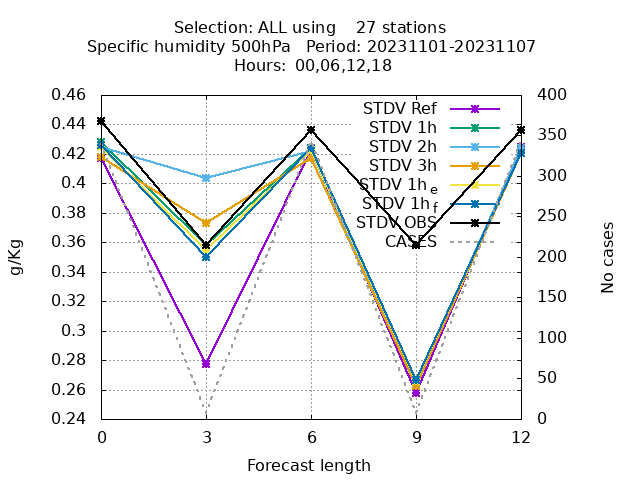 Selection: ALL using 27 stations
Specific humidity 500hPa Period: 20231101-20231107
Hours: 00,06,12,18
0.46
0.44
0.42
0.4
0.38
0.36
0.34
0.32
0.3
0.28
0.26
0.24
g/Kg
STDV Ref
STDV 1h
STDV 2h
STDV 3h
STDV 1h e
STDV 1h f
STDV OBS
CASES
400
350
300
250
200
150
100
50
0
No cases
0 3 6 9 12
Forecast length